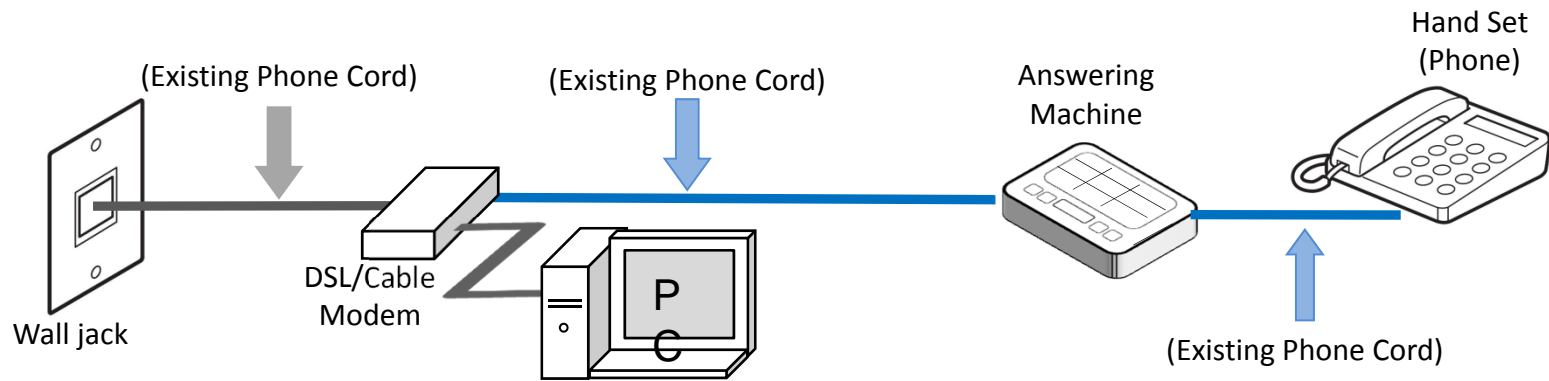 Hand Set
(Phone)
(Existing Phone Cord)
(Existing Phone Cord)
Answering
Machine
DSL/Cable
Modem
P
C
Wall jack
(Existing Phone Cord)